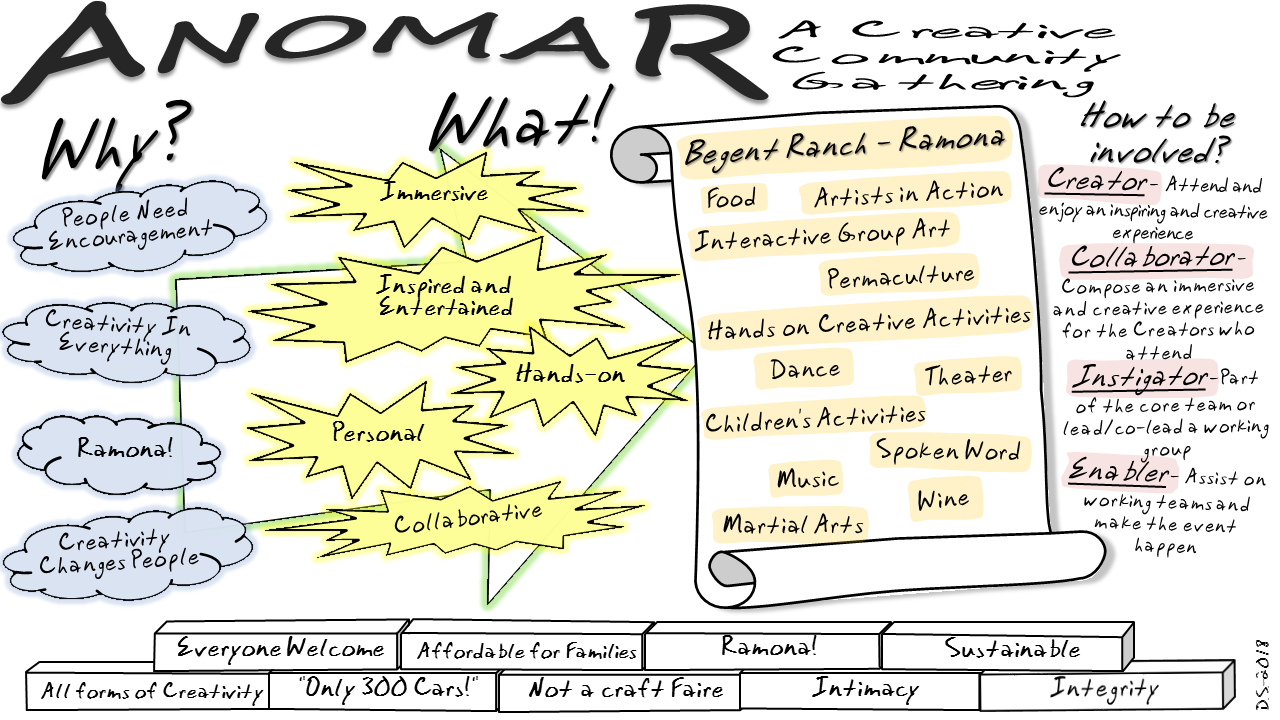 ANOMAR
A Creative
Community
Gathering
Why?
People Need
Encouragement
Creativity In
Everything
Ramona!
Creativity
Changes People
What!
Immersive
Inspired and
Entertained
Hands-on
Personal
Collaborative
Begent Ranch – Ramona
Food
Artists in Action
Interactive Group Art
Permaculture
Hands on Creative Activities
Dance
Theater
Children's Activities
Spoken Word
Music
Wine
Martial Arts
How to be
involved?
Creator- Attend and
enjoy an inspiring and creative
experience
Collaborator-
Compose an immersive
and creative experience
for the Creators who
attend
Instigator-Part
of the core team or
lead/co-lead a working
group
Enabler- Assist on
working teams and
make the event
happen
Everyone Welcome
Affordable for Families
Ramona!
Sustainable
All forms of Creativity
"Only 300 Cars!"
Not a craft Faire
Intimacy
Integrity
DS-2018